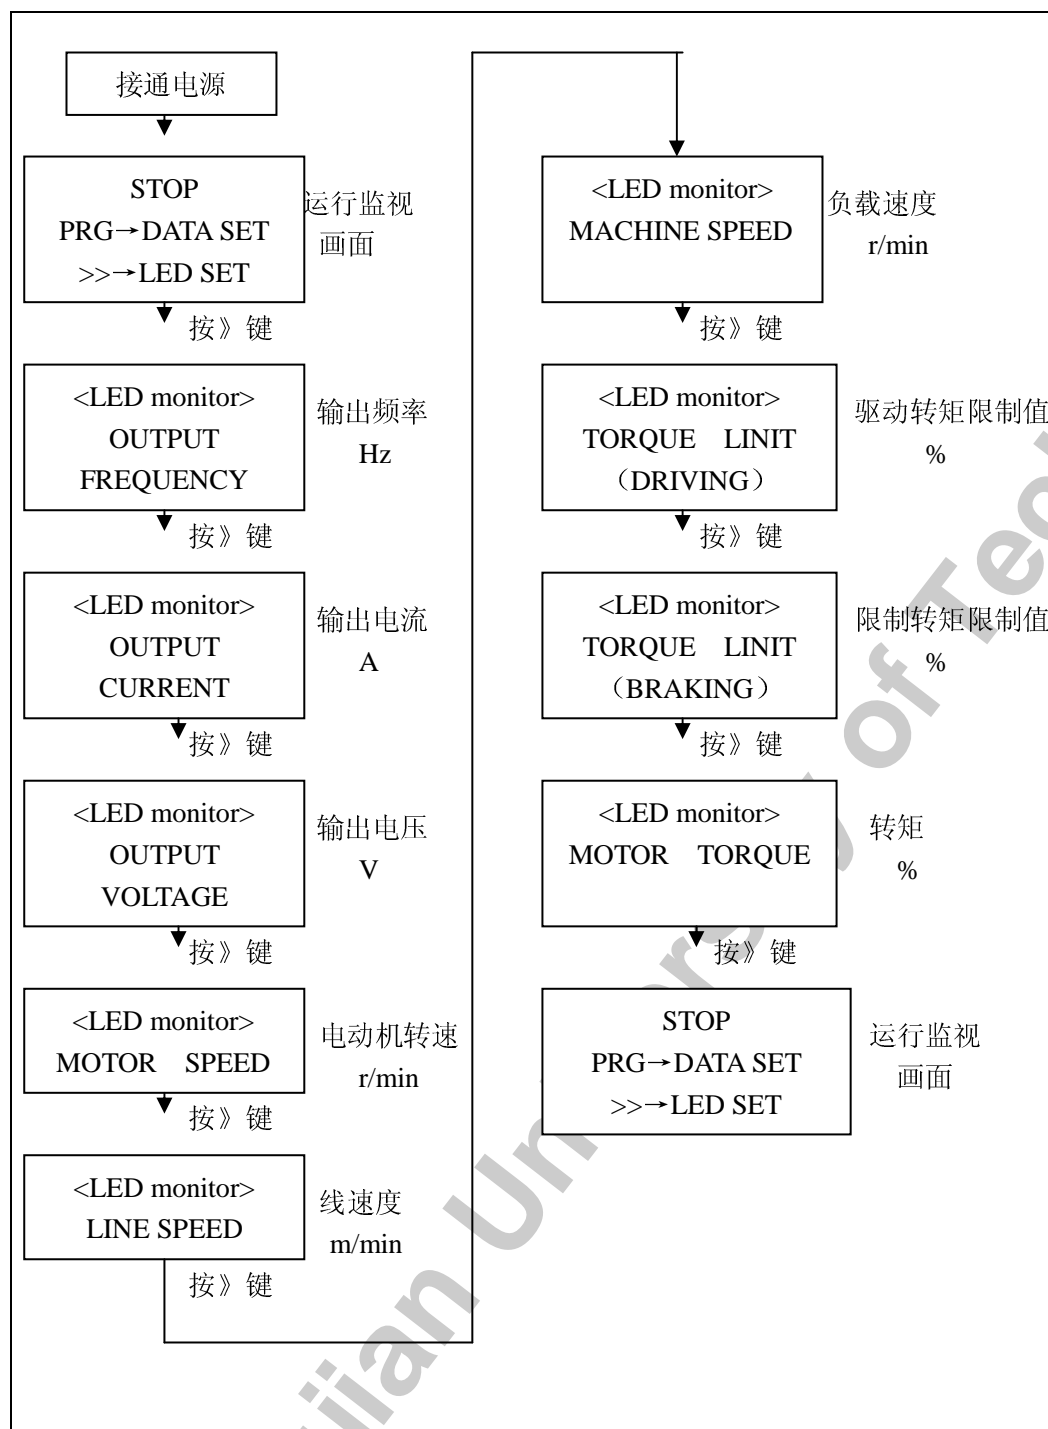 接通电源
STOP
PRG→DATA SET
>>→LED SET
运行监视
画面
按》键
<LED monitor>
OUTPUT
FREQUENCY
输出频率
Hz
按》键
<LED monitor>
OUTPUT
CURRENT
输出电流
A
按》键
<LED monitor>
OUTPUT
VOLTAGE
输出电压
V
按》键
<LED monitor>
MOTOR SPEED
电动机转速
r/min
按》键
<LED monitor>
LINE SPEED
线速度
m/min
按》键
<LED monitor>
MACHINE SPEED
负载速度
r/min
按》键
<LED monitor>
TORQUE LINIT
（DRIVING）
驱动转矩限制值
%
按》键
<LED monitor>
TORQUE LINIT
（BRAKING）
限制转矩限制值
%
按》键
<LED monitor>
MOTOR TORQUE
转矩
%
按》键
STOP
PRG→DATA SET
>>→LED SET
运行监视
画面